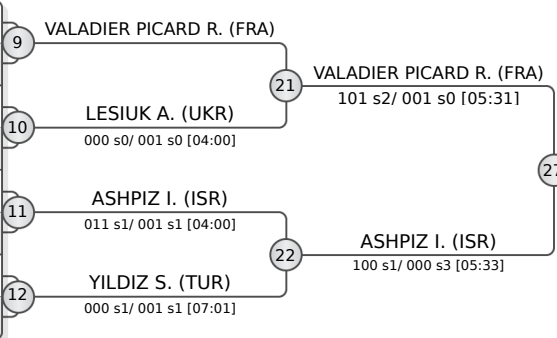 9
VALADIER PICARD R. (FRA)
21
VALADIER PICARD R. (FRA)
101 s2/ 001 s0 [05:31]
10
LESIUK A. (UKR)
000 s0/ 001 s0 [04:00]
27
11
ASHPIZ I. (ISR)
011 s1/ 001 s1 [04:00]
22
ASHPIZ I. (ISR)
100 s1/ 000 s3 [05:33]
12
YILDIZ S. (TUR)
000 s1/ 001 s1 [07:01]